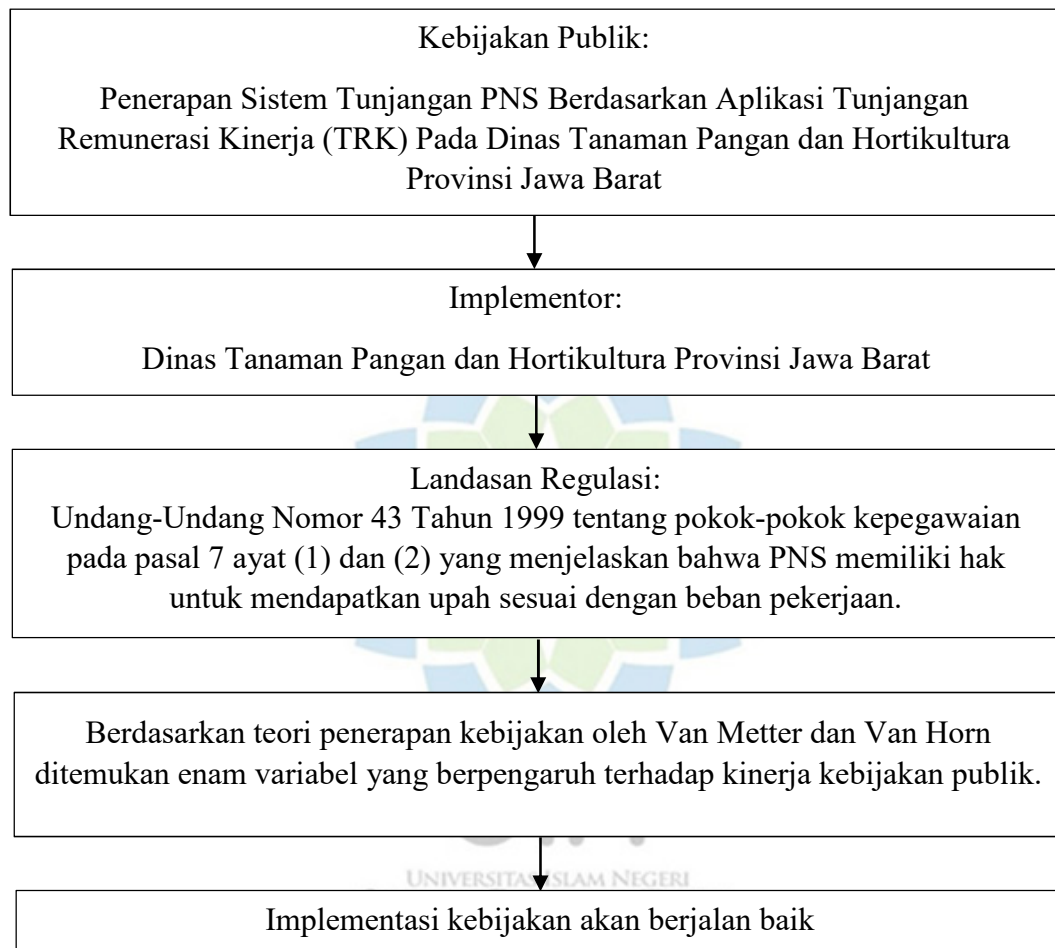 Kebijakan Publik:
Penerapan Sistem Tunjangan PNS Berdasarkan Aplikasi Tunjangan
Remunerasi Kinerja (TRK) Pada Dinas Tanaman Pangan dan Hortikultura
Provinsi Jawa Barat
Implementor:
Dinas Tanaman Pangan dan Hortikultura Provinsi Jawa Barat
Landasan Regulasi:
Undang-Undang Nomor 43 Tahun 1999 tentang pokok-pokok kepegawaian
pada pasal 7 ayat (1) dan (2) yang menjelaskan bahwa PNS memiliki hak
untuk mendapatkan upah sesuai dengan beban pekerjaan.
Berdasarkan teori penerapan kebijakan oleh Van Metter dan Van Horn
ditemukan enam variabel yang berpengaruh terhadap kinerja kebijakan publik.
UNIVERSITAS ISLAM NEGERI
Implementasi kebijakan akan berjalan baik